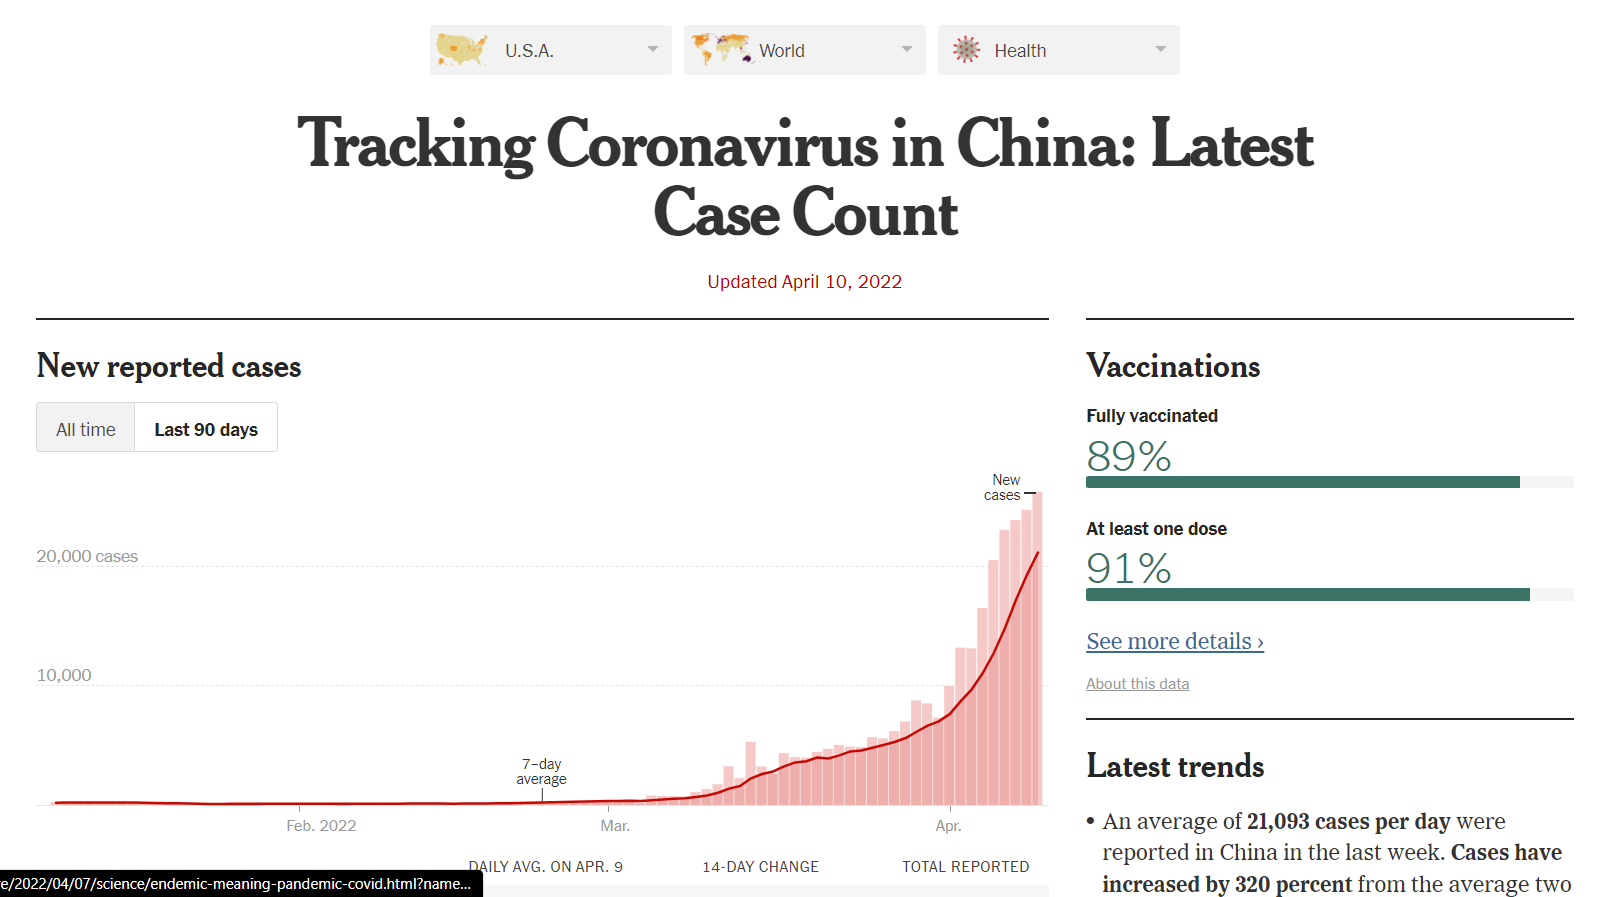 U.S.A.
World
Health
Tracking Coronavirus in China: Latest
Case Count
Updated April 10, 2022
New reported cases
All time
Last 90 days
New
cases
20,000 cases
10,000
7–day
average
Feb. 2022
Mar.
Apr.
DAILY AVG. ON APR. 9
14-DAY CHANGE
TOTAL REPORTED
e/2022/04/07/science/endemic-meaning-pandemic-covid.html?name...
Vaccinations
Fully vaccinated
89%
At least one dose
91%
See more details ›
About this data
Latest trends
• An average of 21,093 cases per day were
reported in China in the last week. Cases have
increased by 320 percent from the average two